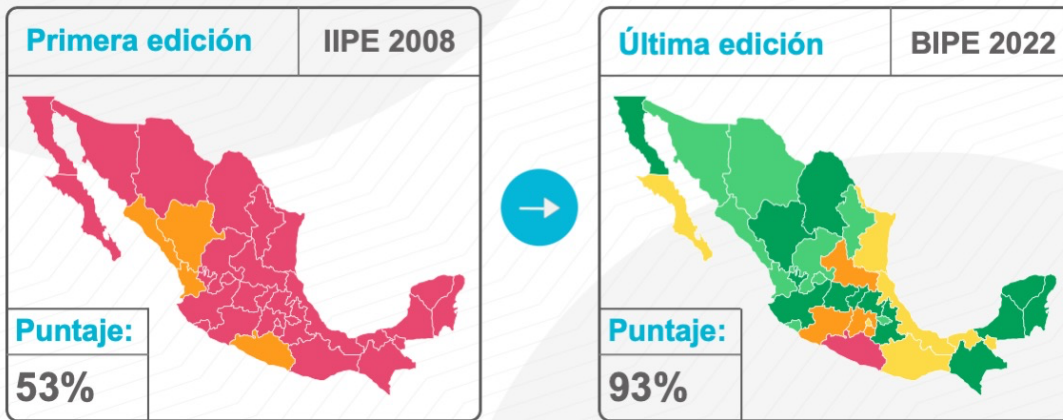 Primera edición
IIPE 2008
Puntaje:
53%
Última edición
BIPE 2022
Puntaje:
93%